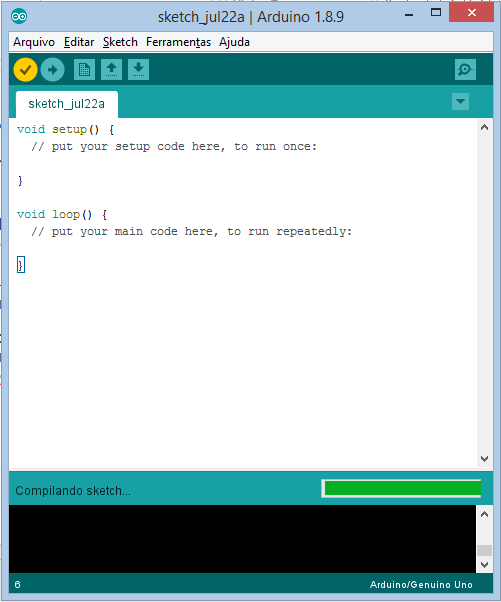 sketch_jul22a | Arduino 1.8.9
Arquivo Editar Sketch Ferramentas Ajuda
sketch_jul22a
void setup() {
  // put your setup code here, to run once:
}
void loop() {
  // put your main code here, to run repeatedly:
}
Compilando sketch...
6
Arduino/Genuino Uno